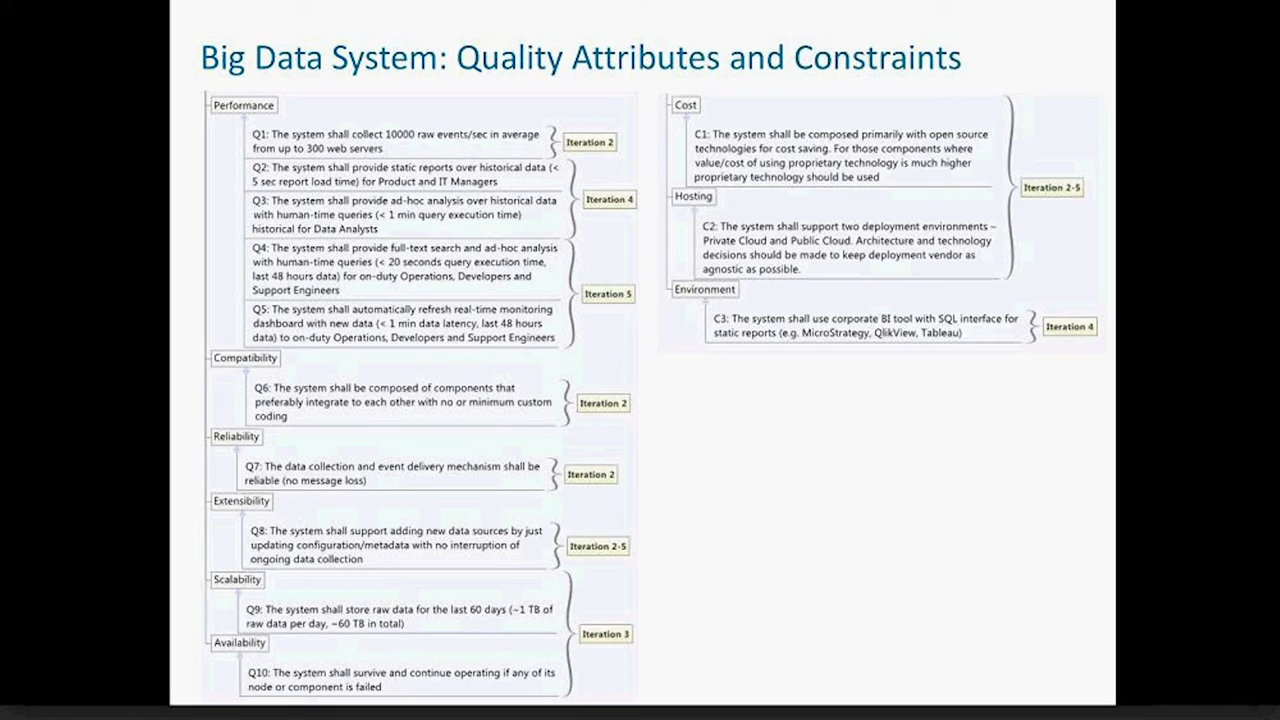 Big Data System: Quality Attributes and Constraints
Performance
Q1: The system shall collect 10000 raw events/sec in average
from up to 300 web servers
Iteration 2
Q2: The system shall provide static reports over historical data (<
5 sec report load time) for Product and IT Managers
Q3: The system shall provide ad-hoc analysis over historical data
with human-time queries (< 1 min query execution time)
historical for Data Analysts
Iteration 4
Q4: The system shall provide full-text search and ad-hoc analysis
with human-time queries (< 20 seconds query execution time,
last 48 hours data) for on-duty Operations, Developers and
Support Engineers
Q5: The system shall automatically refresh real-time monitoring
dashboard with new data (< 1 min data latency, last 48 hours
data) to on-duty Operations, Developers and Support Engineers
Iteration 5
Compatibility
Q6: The system shall be composed of components that
preferably integrate to each other with no or minimum custom
coding
Iteration 2
Reliability
Q7: The data collection and event delivery mechanism shall be
reliable (no message loss)
Iteration 2
Extensibility
Q8: The system shall support adding new data sources by just
updating configuration/metadata with no interruption of
ongoing data collection
Iteration 2-5
Scalability
Q9: The system shall store raw data for the last 60 days (~1 TB of
raw data per day, ~60 TB in total)
Availability
Q10: The system shall survive and continue operating if any of its
node or component is failed
Iteration 3
Cost
C1: The system shall be composed primarily with open source
technologies for cost saving. For those components where
value/cost of using proprietary technology is much higher
proprietary technology should be used
Hosting
C2: The system shall support two deployment environments –
Private Cloud and Public Cloud. Architecture and technology
decisions should be made to keep deployment vendor as
agnostic as possible.
Iteration 2-5
Environment
C3: The system shall use corporate BI tool with SQL interface for
static reports (e.g. MicroStrategy, QlikView, Tableau)
Iteration 4